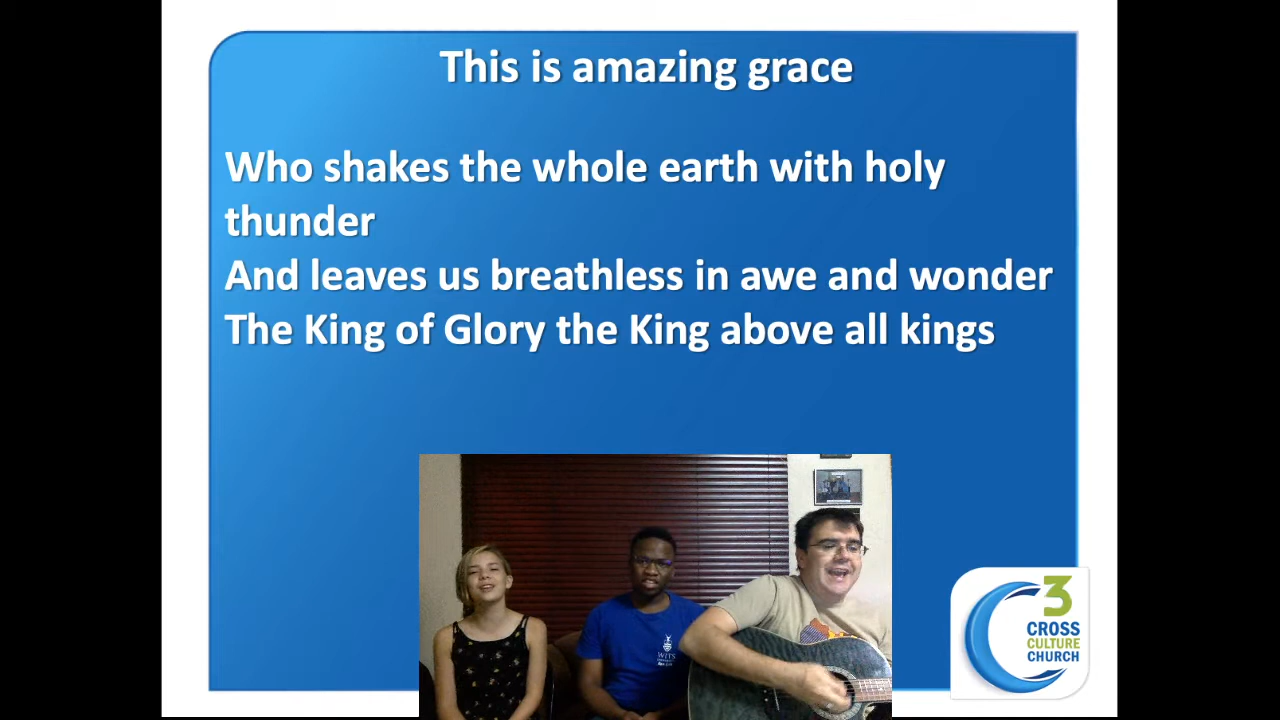 This is amazing grace
Who shakes the whole earth with holy
thunder
And leaves us breathless in awe and wonder
The King of Glory the King above all kings
WITS
3
CROSS
CULTURE
CHURCH